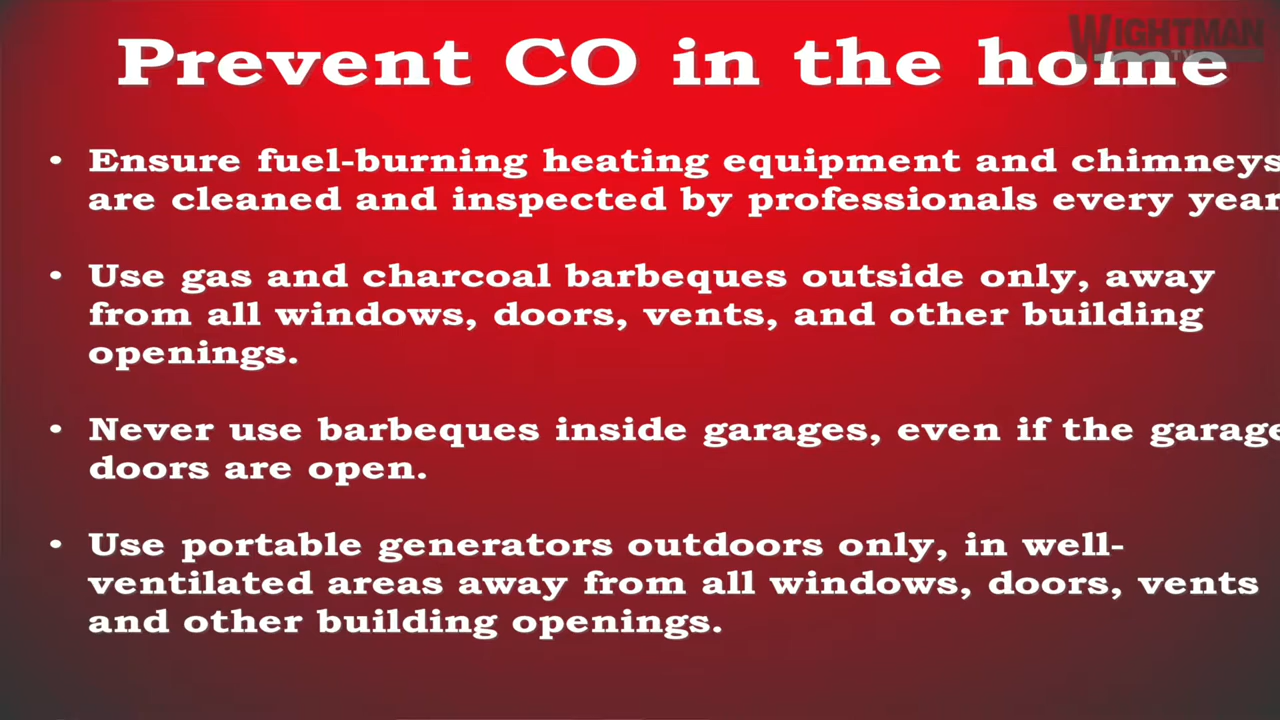 Prevent CO in the home
WIGHTMAN
TV
• Ensure fuel-burning heating equipment and chimneys
are cleaned and inspected by professionals every year
• Use gas and charcoal barbeques outside only, away
from all windows, doors, vents, and other building
openings.
• Never use barbeques inside garages, even if the garage
doors are open.
• Use portable generators outdoors only, in well-
ventilated areas away from all windows, doors, vents
and other building openings.